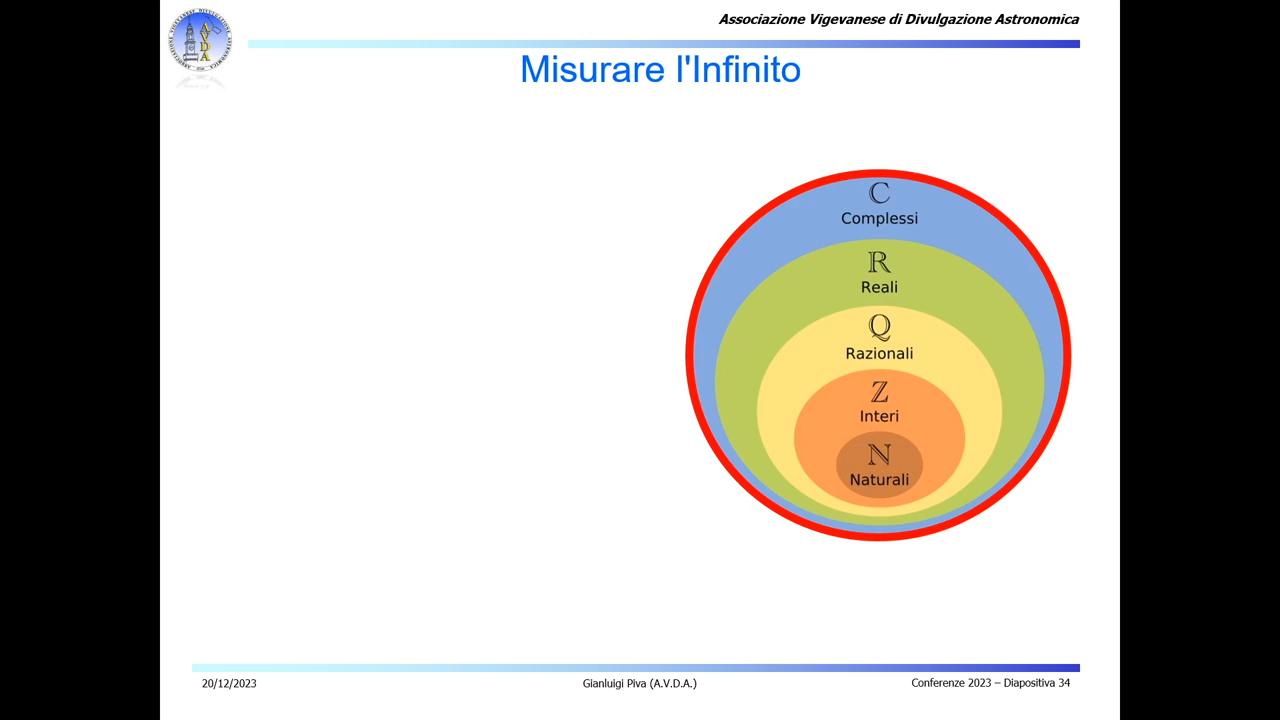 Associazione Vigevanese di Divulgazione Astronomica
A.V.D.A
Misurare l'Infinito
ℂ
Complessi
ℝ
Reali
ℚ
Razionali
ℤ
Interi
ℕ
Naturali
20/12/2023
Gianluigi Piva (A.V.D.A.)
Conferenze 2023 – Diapositiva 34